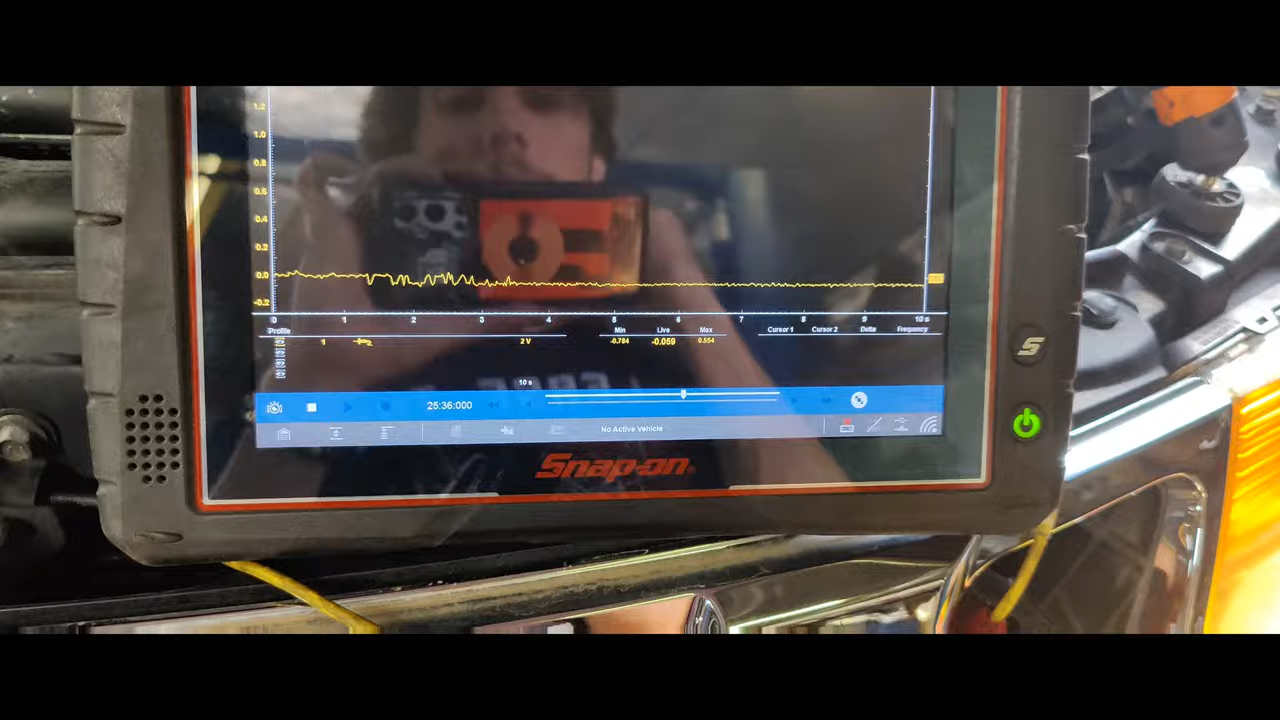 1.2
1.0
0.8
0.6
0.4
0.2
0.0
-0.2
0 1 2 3 4 5 6 7 8 9 10 s
Profile Min Live Max Cursor 1 Cursor 2 Delta Frequency
1 2 V -0.784 -0.059 0.554
10 s
25:36:000
No Active Vehicle
Snap-on
S